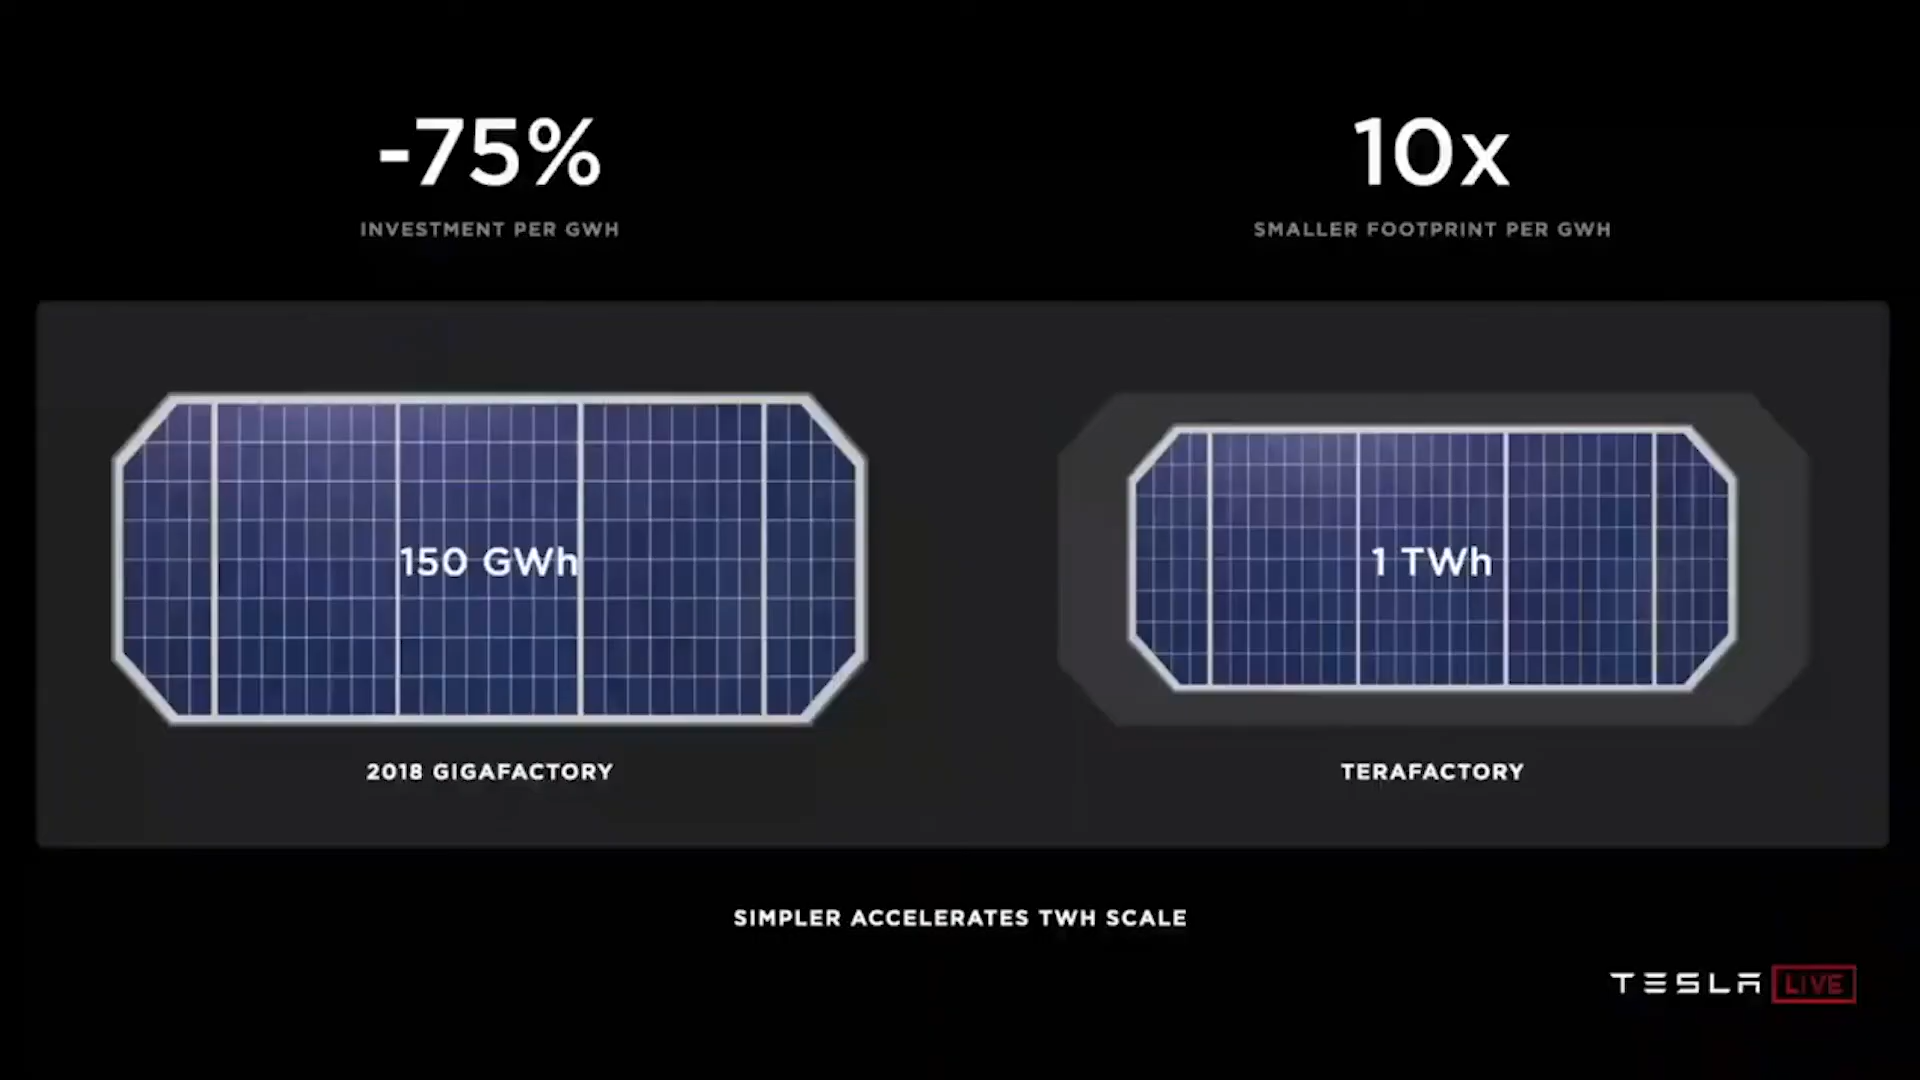 -75%
INVESTMENT PER GWH
10x
SMALLER FOOTPRINT PER GWH
150 GWh
2018 GIGAFACTORY
1 TWh
TERAFACTORY
SIMPLER ACCELERATES TWH SCALE
TESLA LIVE